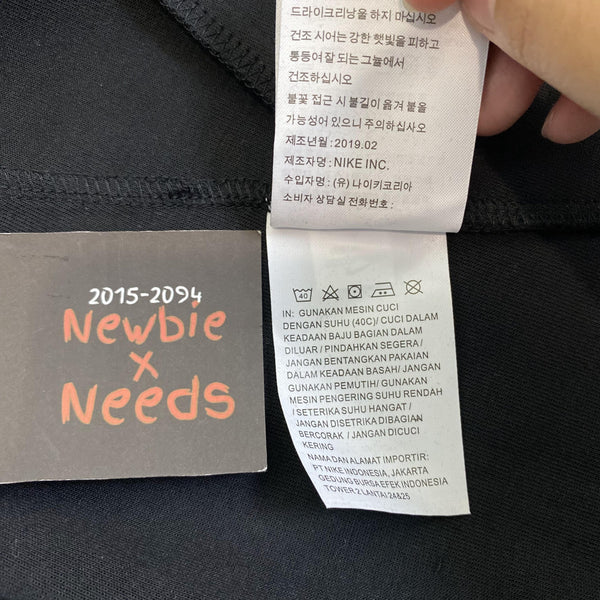 드라이크리닝을 하지 마십시오
건조 시어는 강한 햇빛을 피하고
통등여잘 되는 그늘에서
건조하십시오
불꽃 접근 시 불길이 옮겨 붙을
가능성어 있우니주의하십사오
제조년월 : 2019.02
제조자명 : NIKE INC.
수입자명 : (유) 나이키코리아
소비자 상담실 전화번호 :
2015-2094
Newbie
x
Needs
40
IN: GUNAKAN MESIN CUCI
DENGAN SUHU (40C)/ CUCI DALAM
KEADAAN BAJU BAGIAN DALAM
DILUAR / PINDAHKAN SEGERA /
JANGAN BENTANGKAN PAKAIAN
DALAM KEADAAN BASAH/ JANGAN
GUNAKAN PEMUTIH/ GUNAKAN
MESIN PENGERING SUHU RENDAH
/ SETERIKA SUHU HANGAT /
JANGAN DISETRIKA DIBAGIAN
BERCORAK / JANGAN DICUCI
KERING
NAMA DAN ALAMAT IMPORTIR:
PT NIKE INDONESIA, JAKARTA
GEDUNG BURSA EFEK INDONESIA
TOWER 2 LANTAI 24&25